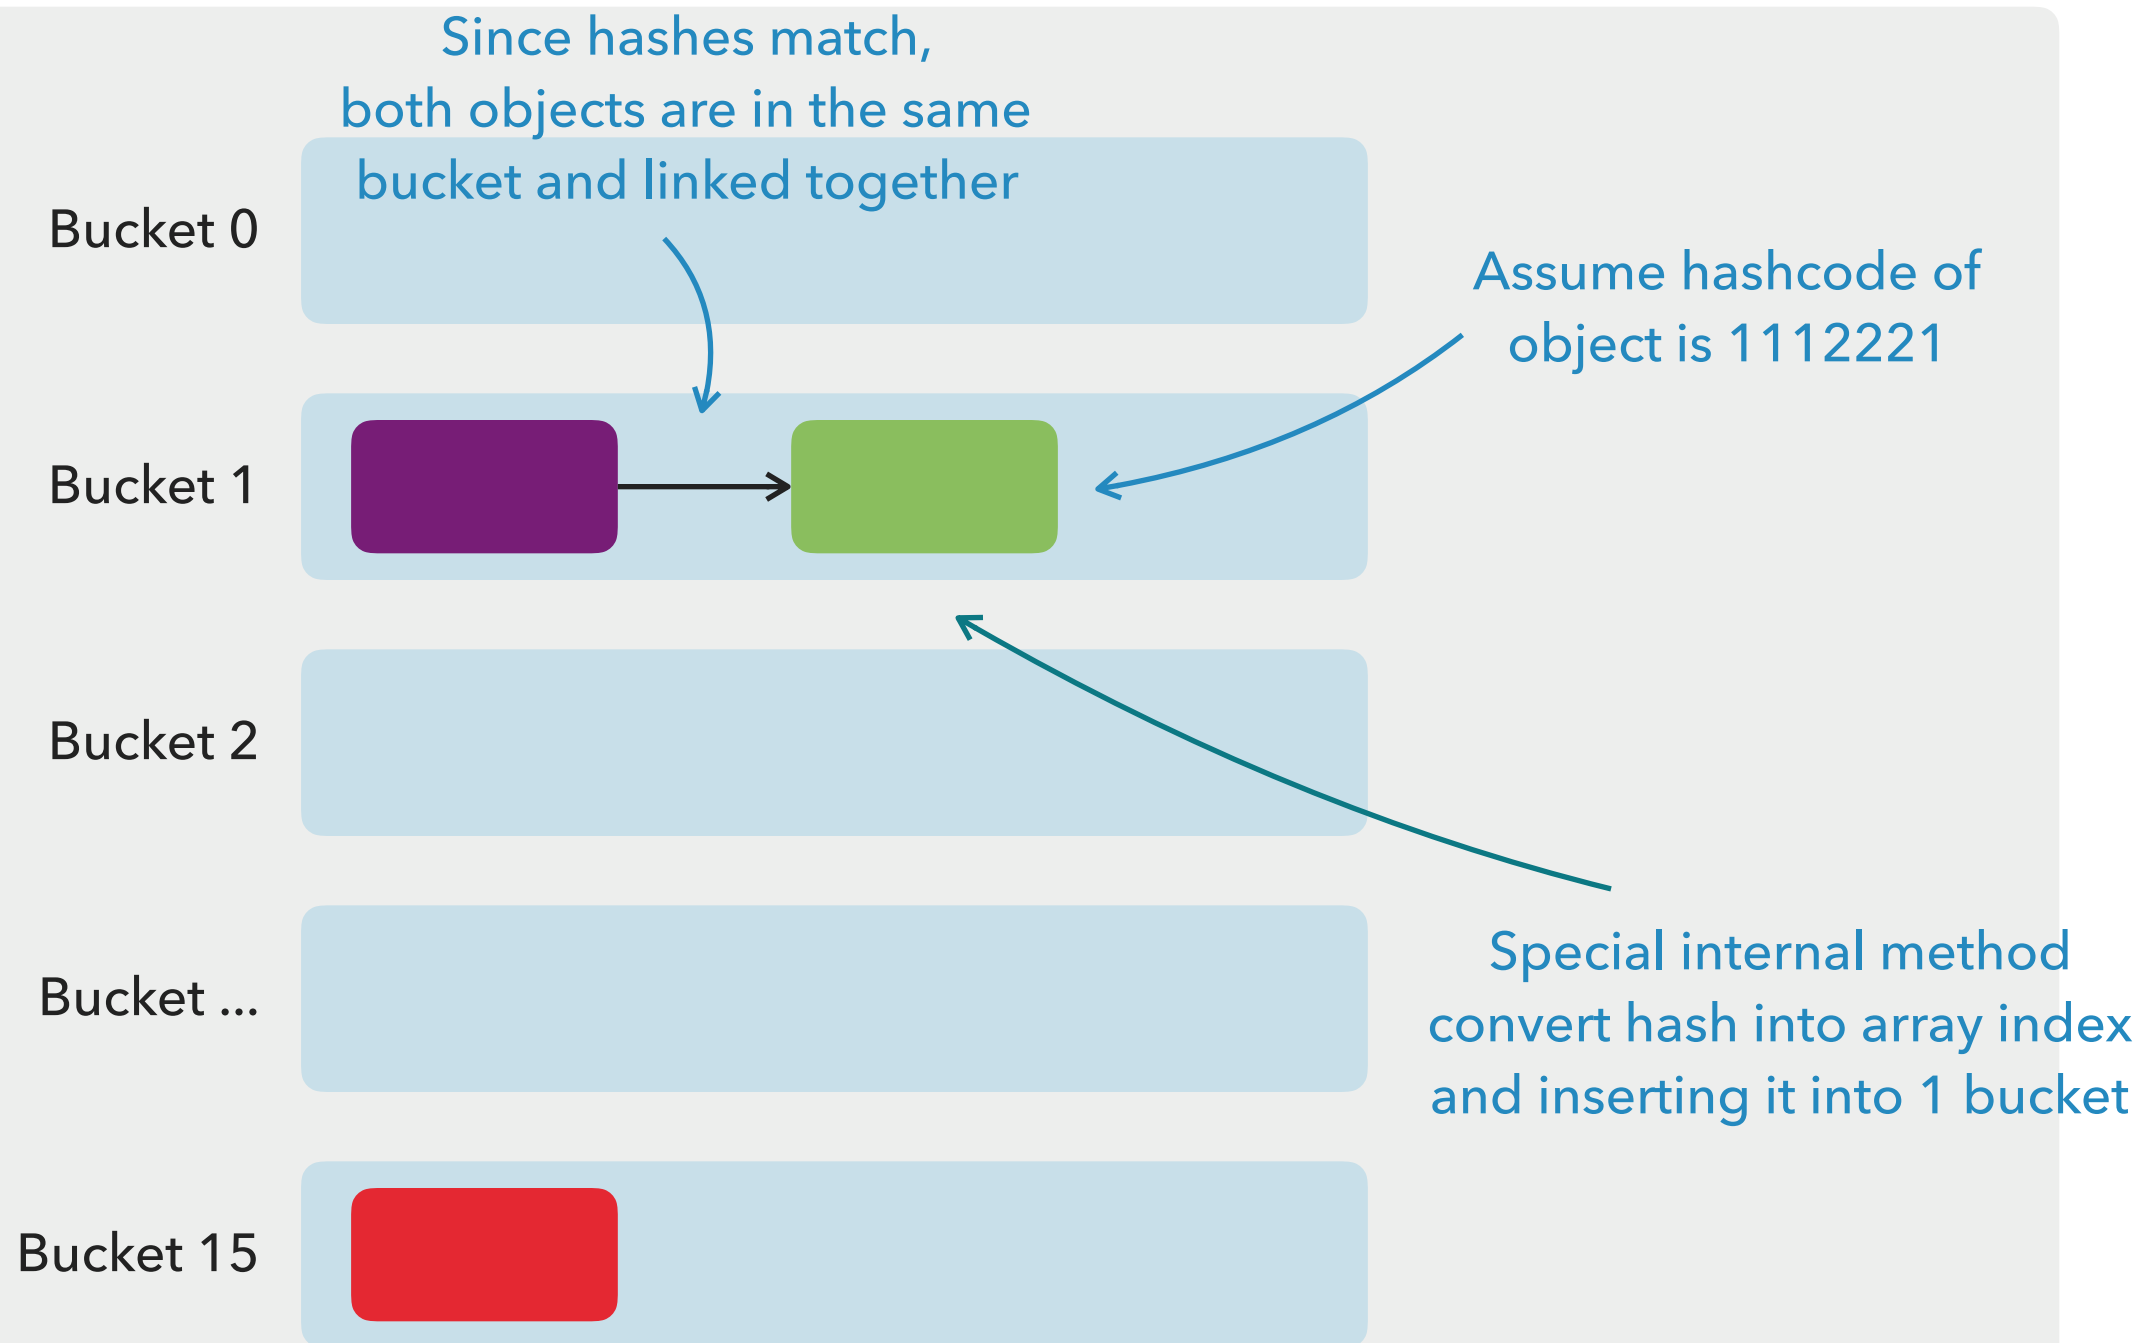 Since hashes match,
both objects are in the same
bucket and linked together
Bucket 0
Assume hashcode of
object is 1112221
Bucket 1
Bucket 2
Bucket ...
Special internal method
convert hash into array index
and inserting it into 1 bucket
Bucket 15